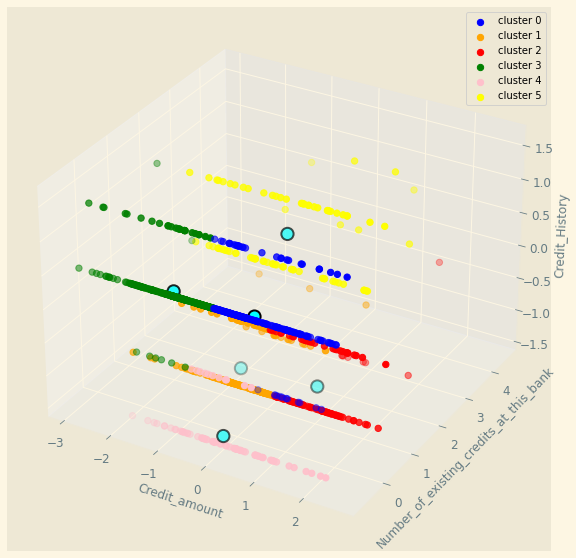 cluster 0
cluster 1
cluster 2
cluster 3
cluster 4
cluster 5
1.5
1.0
0.5
0.0
−0.5
−1.0
−1.5
Credit_History
4
3
2
1
0
Number_of_existing_credits_at_this_bank
−3
−2
−1
0
1
2
Credit_amount